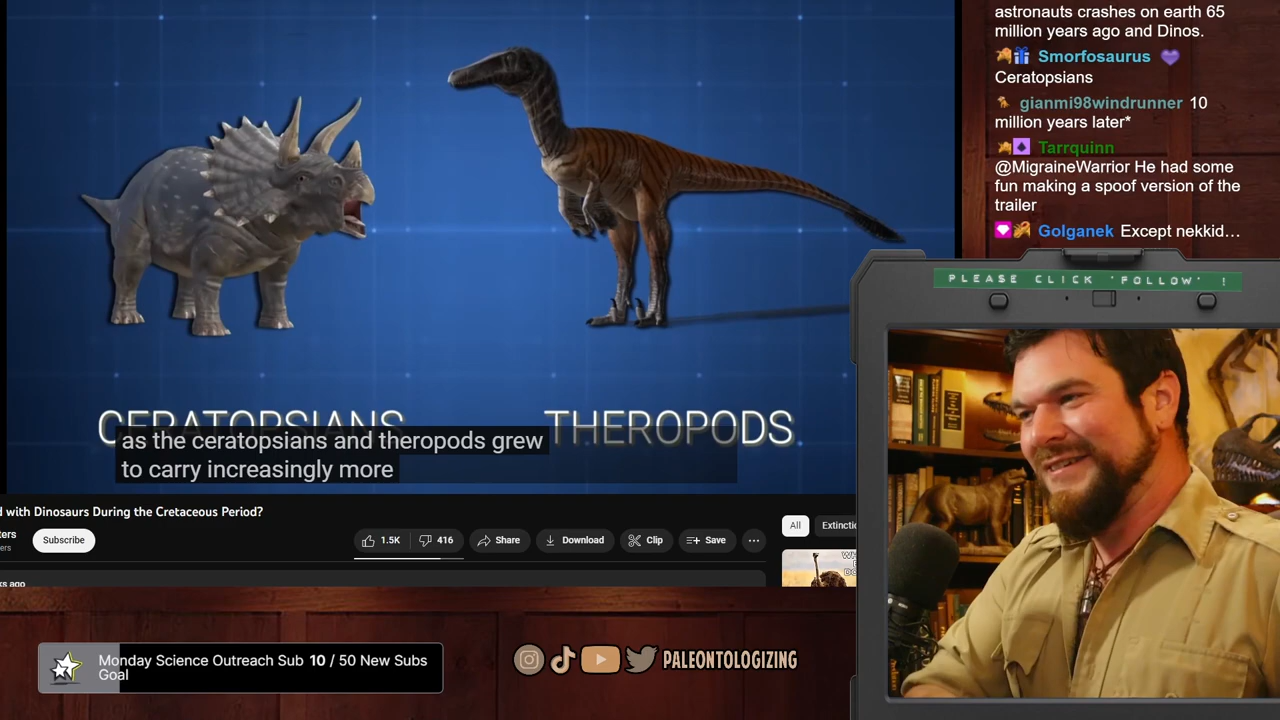 astronauts crashes on earth 65
million years ago and Dinos.
Smorfosaurus
Ceratopsians
gianmi98windrunner 10
million years later*
Tarrquinn
@MigraineWarrior He had some
fun making a spoof version of the
trailer
Golganek Except nekkid...
PLEASE CLICK 'FOLLOW' !
CERATOPSIANS THEROPODS
as the ceratopsians and theropods grew
to carry increasingly more
with Dinosaurs During the Cretaceous Period?
Subscribe
1.5K 416 Share Download Clip Save
All
ago
Monday Science Outreach Sub 10 / 50 New Subs
Goal
PALEONTOLOGIZING